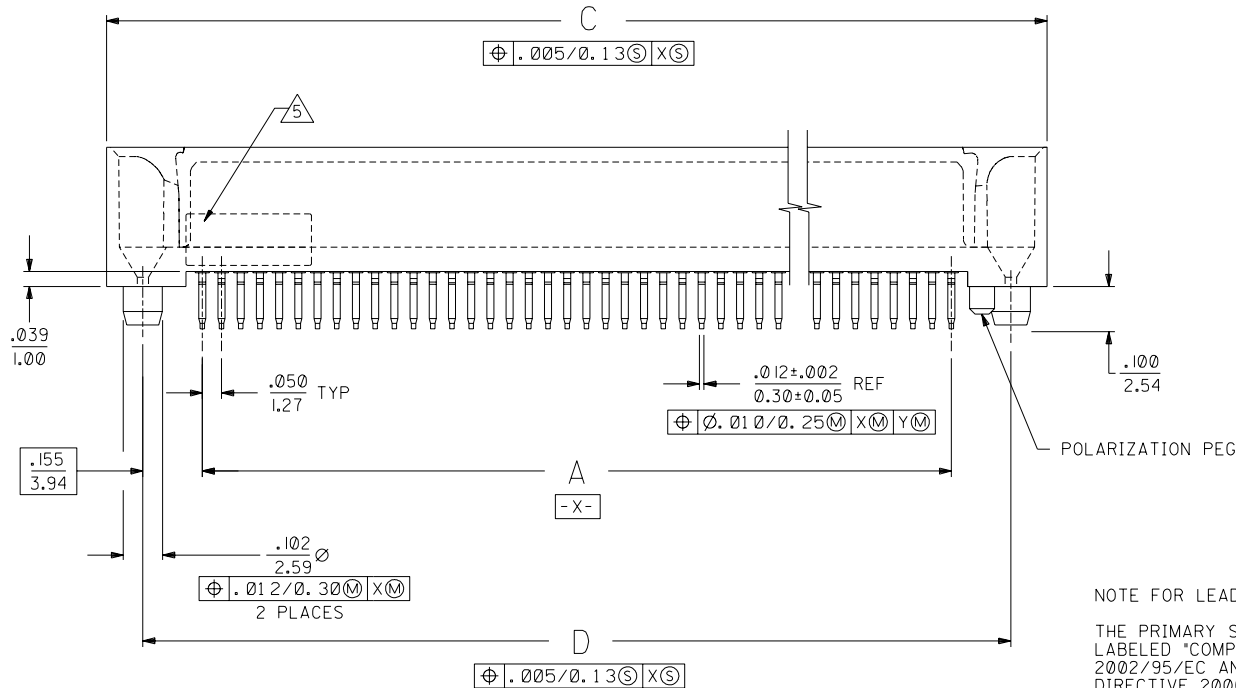 C
⌖ .005/0.13Ⓢ XⓈ
5
.039
1.00
.050
1.27 TYP
.012±.002
0.30±0.05 REF
⌖ Ø.010/0.25Ⓜ XⓂ YⓂ
.100
2.54
POLARIZATION PEG
.155
3.94
A
-X-
.102
2.59 Ø
⌖ .012/0.30Ⓜ XⓂ
2 PLACES
D
⌖ .005/0.13Ⓢ XⓈ
NOTE FOR LEAD
THE PRIMARY S
LABELED "COMP
2002/95/EC AN
DIRECTIVE 200